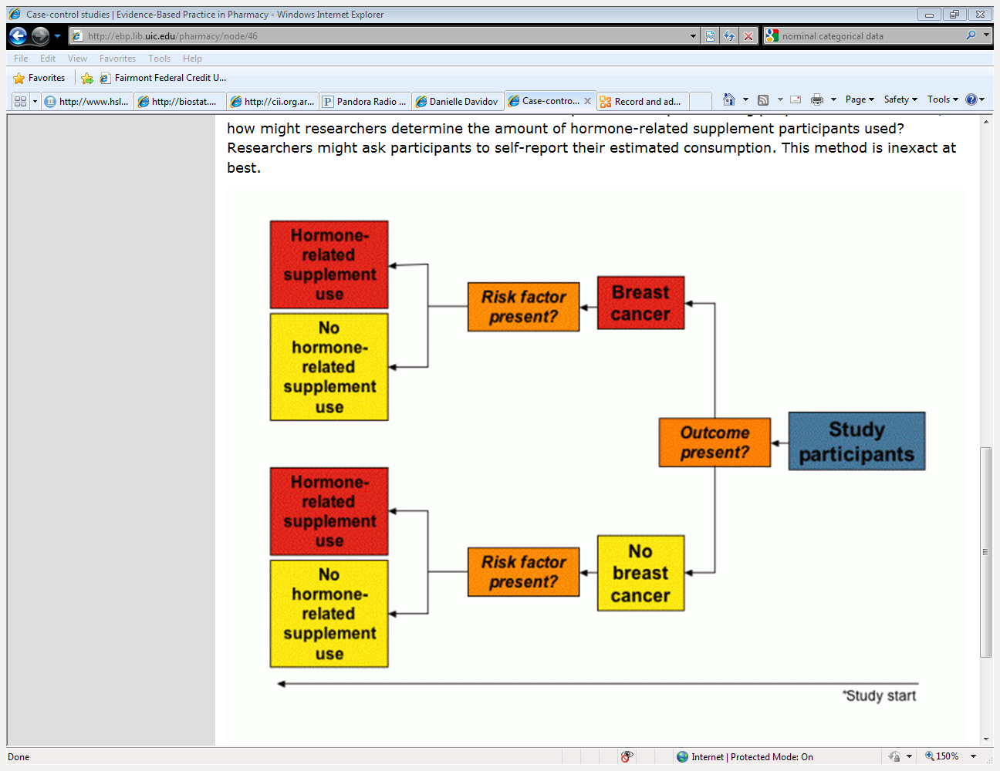 Case-control studies | Evidence-Based Practice in Pharmacy - Windows Internet Explorer
http://ebp.lib.uic.edu/pharmacy/node/46
nominal categorical data
File Edit View Favorites Tools Help
Favorites
Fairmont Federal Credit U...
http://www.hsl...
http://biostat....
http://cii.org.ar...
Pandora Radio ...
Danielle Davidov
Case-contro...
Record and ad...
Page
Safety
Tools
how might researchers determine the amount of hormone-related supplement participants used?
Researchers might ask participants to self-report their estimated consumption. This method is inexact at
best.
Hormone-
related
supplement
use
No
hormone-
related
supplement
use
Risk factor
present?
Breast
cancer
Outcome
present?
Study
participants
Hormone-
related
supplement
use
No
hormone-
related
supplement
use
Risk factor
present?
No
breast
cancer
*Study start
Done
Internet | Protected Mode: On
150%